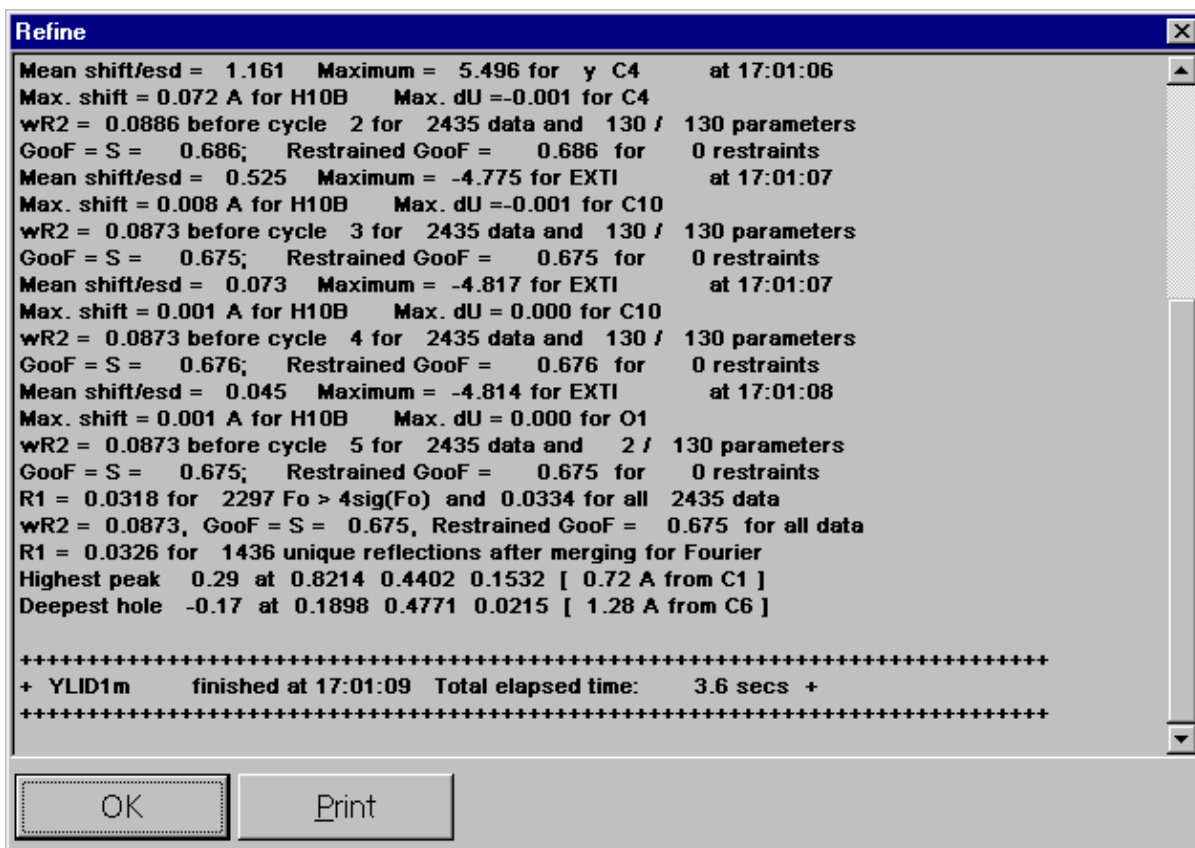 Refine
Mean shift/esd = 1.161 Maximum = 5.496 for y C4 at 17:01:06
Max. shift = 0.072 A for H10B Max. dU =-0.001 for C4
wR2 = 0.0886 before cycle 2 for 2435 data and 130 / 130 parameters
GooF = S = 0.686; Restrained GooF = 0.686 for 0 restraints
Mean shift/esd = 0.525 Maximum = -4.775 for EXTI at 17:01:07
Max. shift = 0.008 A for H10B Max. dU =-0.001 for C10
wR2 = 0.0873 before cycle 3 for 2435 data and 130 / 130 parameters
GooF = S = 0.675; Restrained GooF = 0.675 for 0 restraints
Mean shift/esd = 0.073 Maximum = -4.817 for EXTI at 17:01:07
Max. shift = 0.001 A for H10B Max. dU = 0.000 for C10
wR2 = 0.0873 before cycle 4 for 2435 data and 130 / 130 parameters
GooF = S = 0.676; Restrained GooF = 0.676 for 0 restraints
Mean shift/esd = 0.045 Maximum = -4.814 for EXTI at 17:01:08
Max. shift = 0.001 A for H10B Max. dU = 0.000 for O1
wR2 = 0.0873 before cycle 5 for 2435 data and 2 / 130 parameters
GooF = S = 0.675; Restrained GooF = 0.675 for 0 restraints
R1 = 0.0318 for 2297 Fo > 4sig(Fo) and 0.0334 for all 2435 data
wR2 = 0.0873, GooF = S = 0.675, Restrained GooF = 0.675 for all data
R1 = 0.0326 for 1436 unique reflections after merging for Fourier
Highest peak 0.29 at 0.8214 0.4402 0.1532 [ 0.72 A from C1 ]
Deepest hole -0.17 at 0.1898 0.4771 0.0215 [ 1.28 A from C6 ]
+++++++++++++++++++++++++++++++++++++++++++++++++++++++++++++++++++++++++++++
+ YLID1m finished at 17:01:09 Total elapsed time: 3.6 secs +
+++++++++++++++++++++++++++++++++++++++++++++++++++++++++++++++++++++++++++++
OK Print